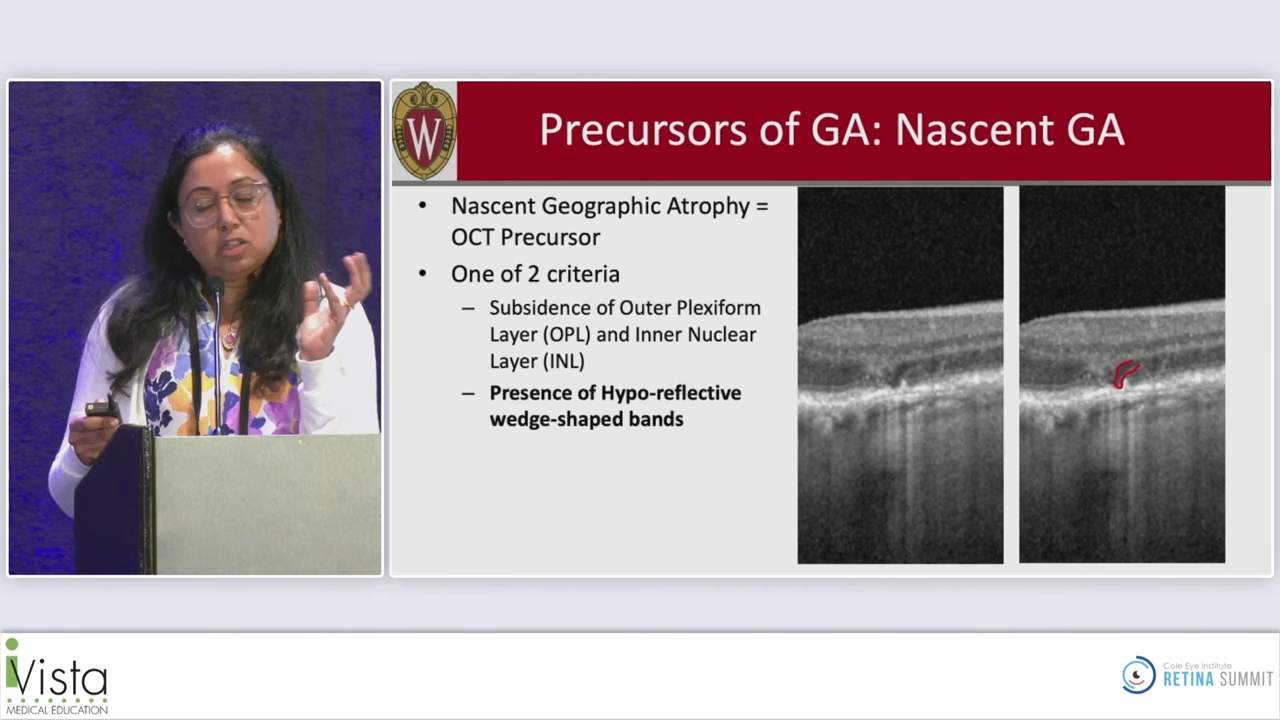 W
Precursors of GA: Nascent GA
• Nascent Geographic Atrophy =
OCT Precursor
• One of 2 criteria
– Subsidence of Outer Plexiform
Layer (OPL) and Inner Nuclear
Layer (INL)
– Presence of Hypo-reflective
wedge-shaped bands
iVista
MEDICAL EDUCATION
Cole Eye Institute
RETINA SUMMIT